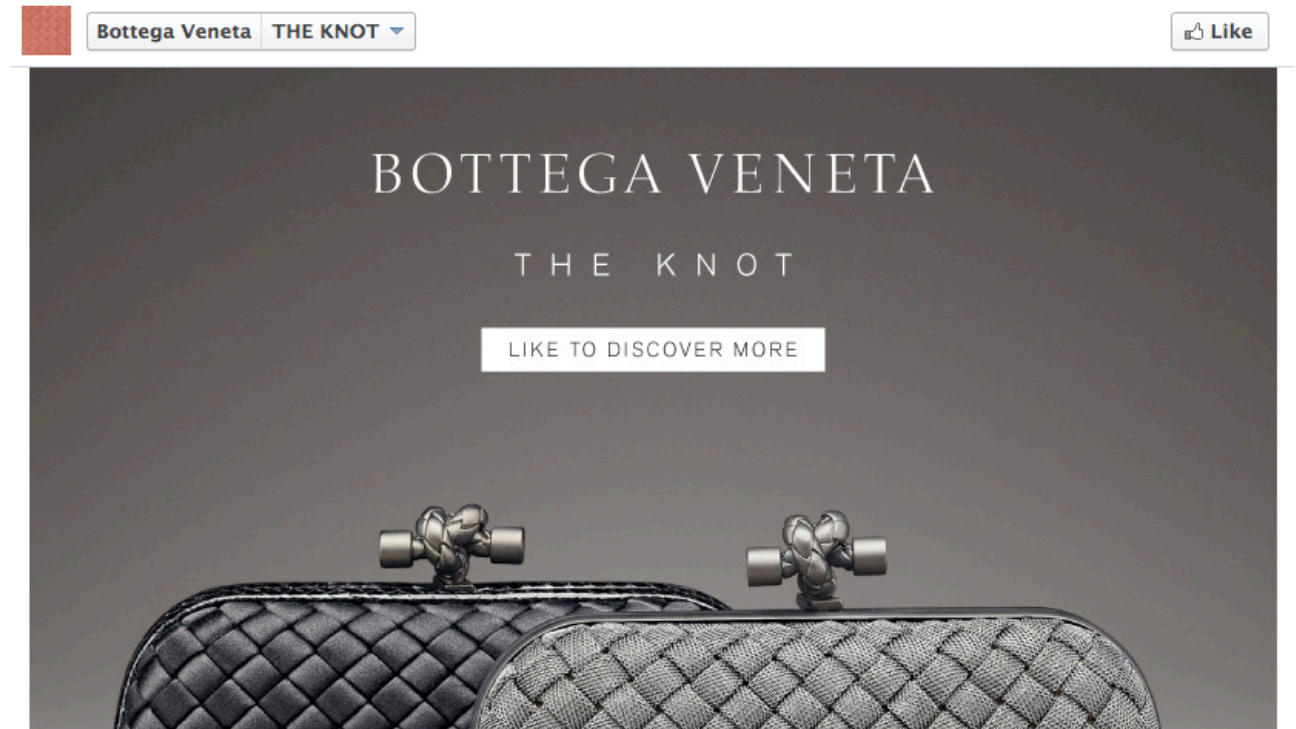 Bottega Veneta THE KNOT Like
BOTTEGA VENETA
THE KNOT
LIKE TO DISCOVER MORE